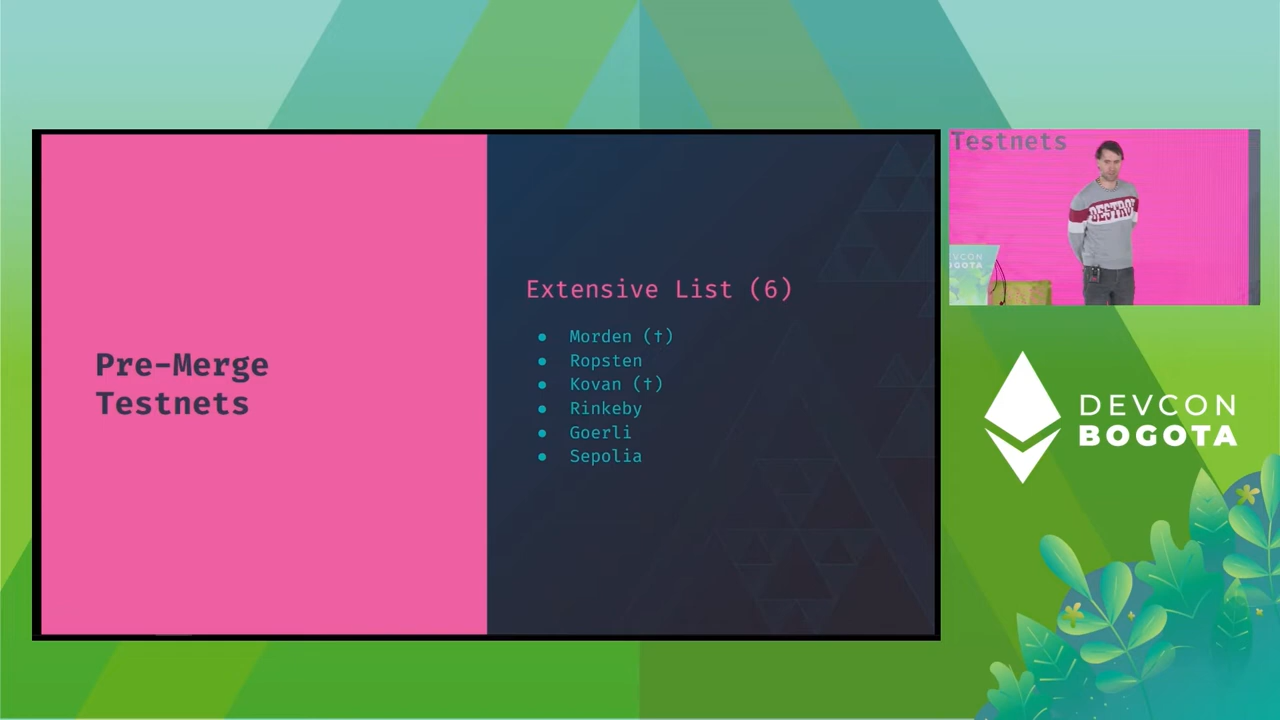 Pre-Merge
Testnets
Extensive List (6)
● Morden (†)
● Ropsten
● Kovan (†)
● Rinkeby
● Goerli
● Sepolia
Testnets
DESTROY
DEVCON
BOGOTA
DEVCON
BOGOTA